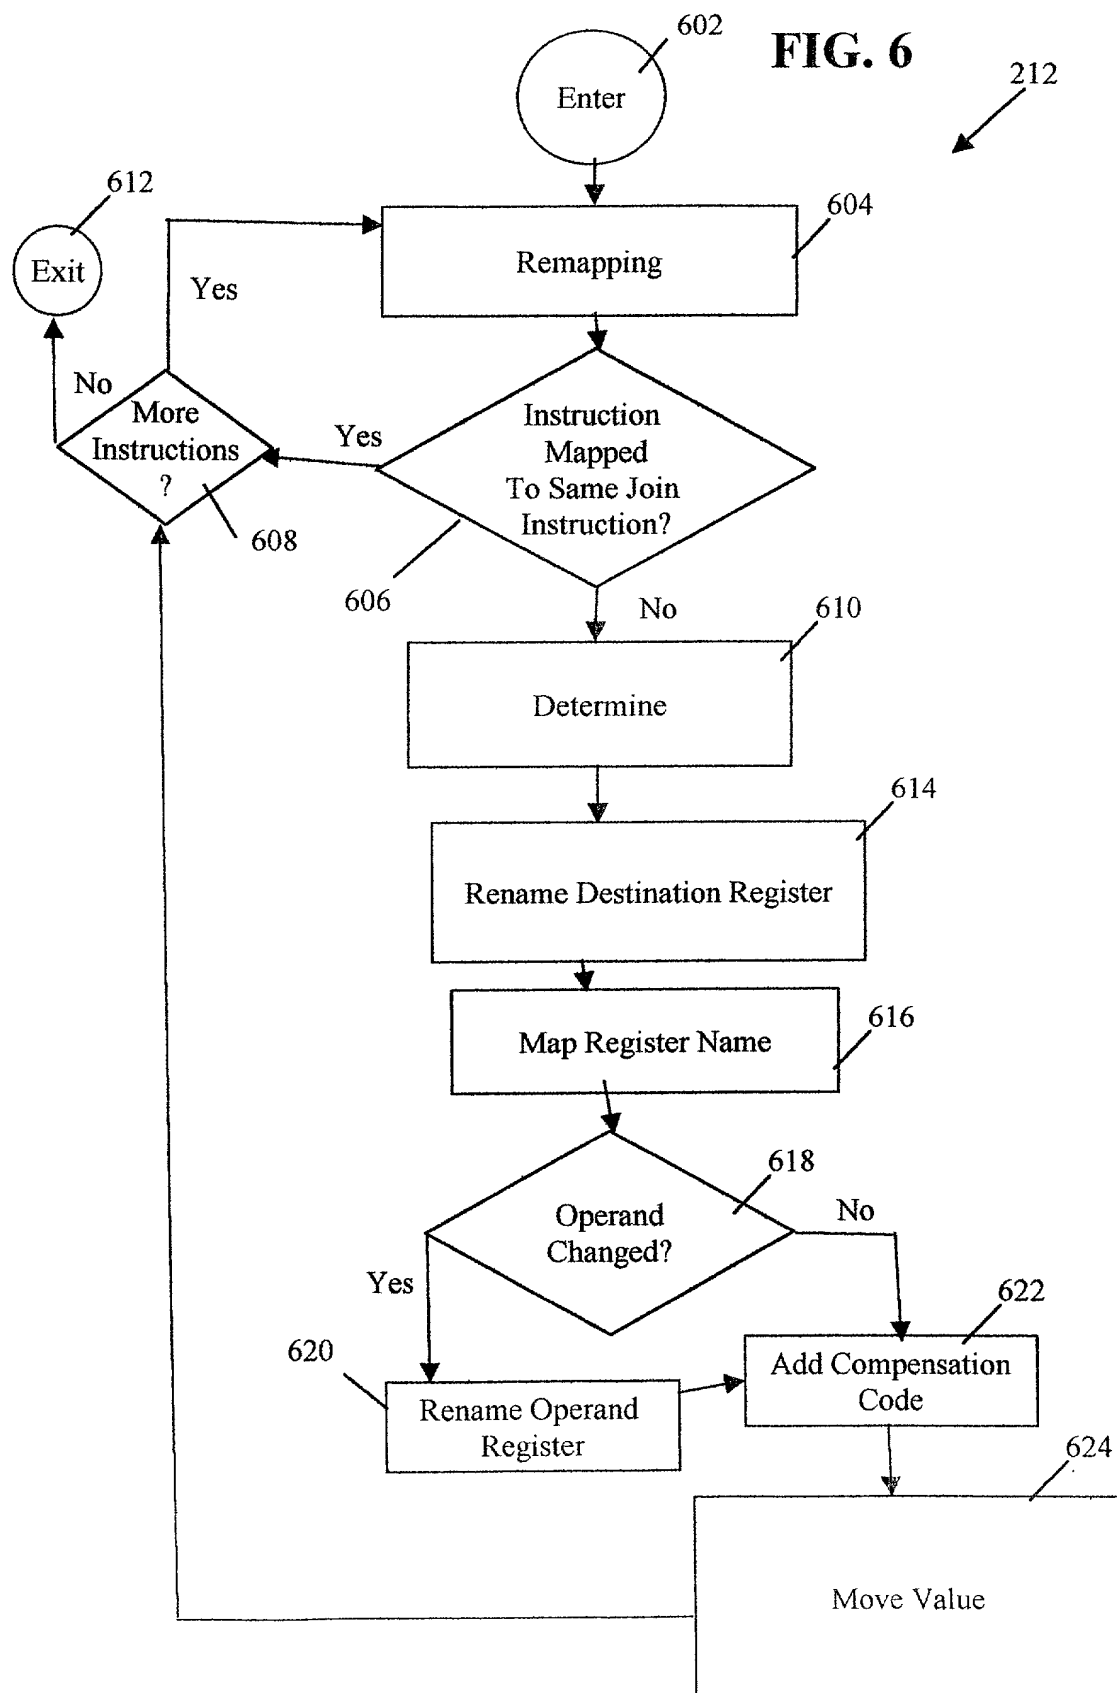 602
FIG. 6
Enter
212
612
604
Exit
Remapping
Yes
No
More
Instructions
?
Yes
Instruction
Mapped
To Same Join
Instruction?
608
606
No
610
Determine
614
Rename Destination Register
616
Map Register Name
618
Operand
Changed?
No
Yes
622
620
Add Compensation
Code
Rename Operand
Register
624
Move Value